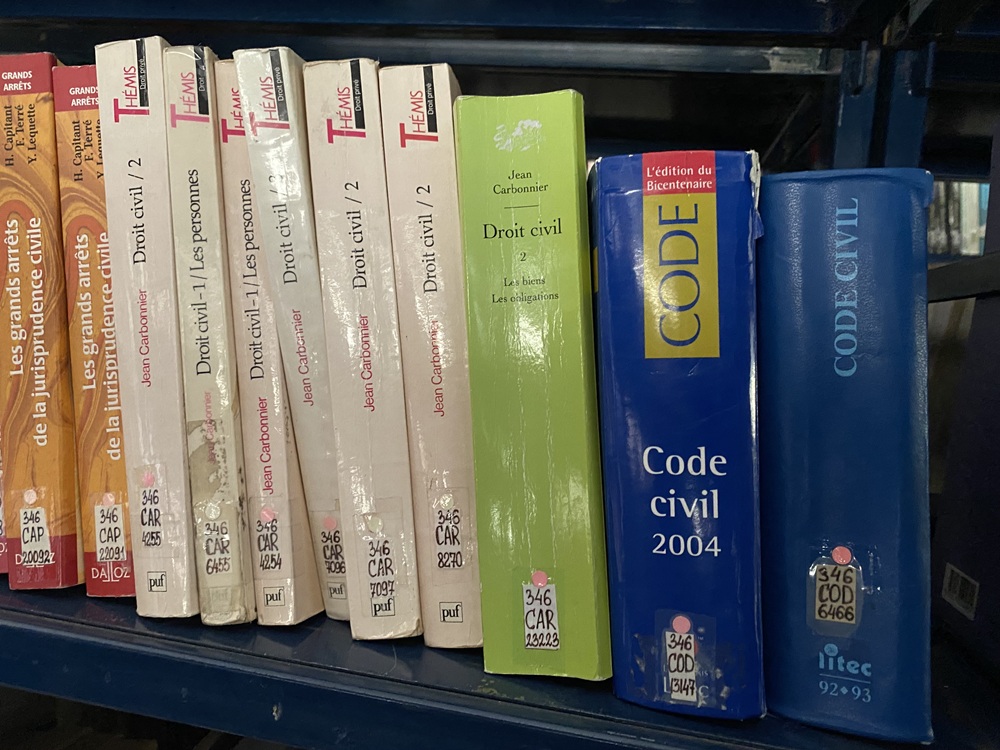 GRANDS
ARRÊTS
H. Capitant
F. Terré
Y. Lequette
Les grands arrêts
de la jurisprudence civile
346
CAP
20092
GRANDS
ARRÊTS
H. Capitant
F. Terré
Y. Lequette
Les grands arrêts
de la jurisprudence civile
346
CAP
22091
DALLOZ
THÉMIS
Droit privé
Droit civil / 2
Jean Carbonnier
346
CAR
4255
puf
THÉMIS
Droit
Droit civil - 1 / Les personnes
346
CAR
6455
THÉMIS
Droit civil - 1 / Les personnes
Jean Carbonnier
346
CAR
4254
puf
THÉMIS
Droit privé
Droit civil / 2
Jean Carbonnier
346
CAR
7096
puf
THÉMIS
Droit privé
Droit civil / 2
Jean Carbonnier
346
CAR
7097
puf
THÉMIS
Droit privé
Droit civil / 2
Jean Carbonnier
346
CAR
8270
puf
Jean
Carbonnier
Droit civil
2
Les biens
Les obligations
346
CAR
23223
L'édition du
Bicentenaire
CODE
Code
civil
2004
346
COD
13147
CODE CIVIL
346
COD
6466
litec
92•93